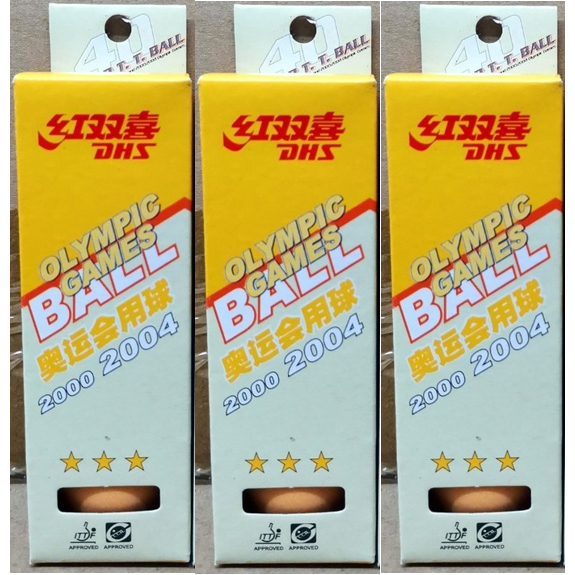 40
T. T. BALL
红双喜
DHS
OLYMPIC
GAMES
BALL
奥运会用球
2000 2004
ITTF
APPROVED APPROVED
40
T. T. BALL
红双喜
DHS
OLYMPIC
GAMES
BALL
奥运会用球
2000 2004
ITTF
APPROVED APPROVED
40
T. T. BALL
红双喜
DHS
OLYMPIC
GAMES
BALL
奥运会用球
2000 2004
ITTF
APPROVED APPROVED